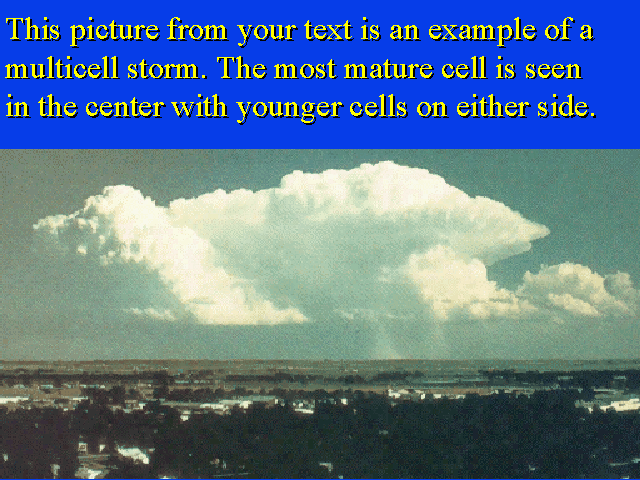 This picture from your text is an example of a
multicell storm. The most mature cell is seen
in the center with younger cells on either side.